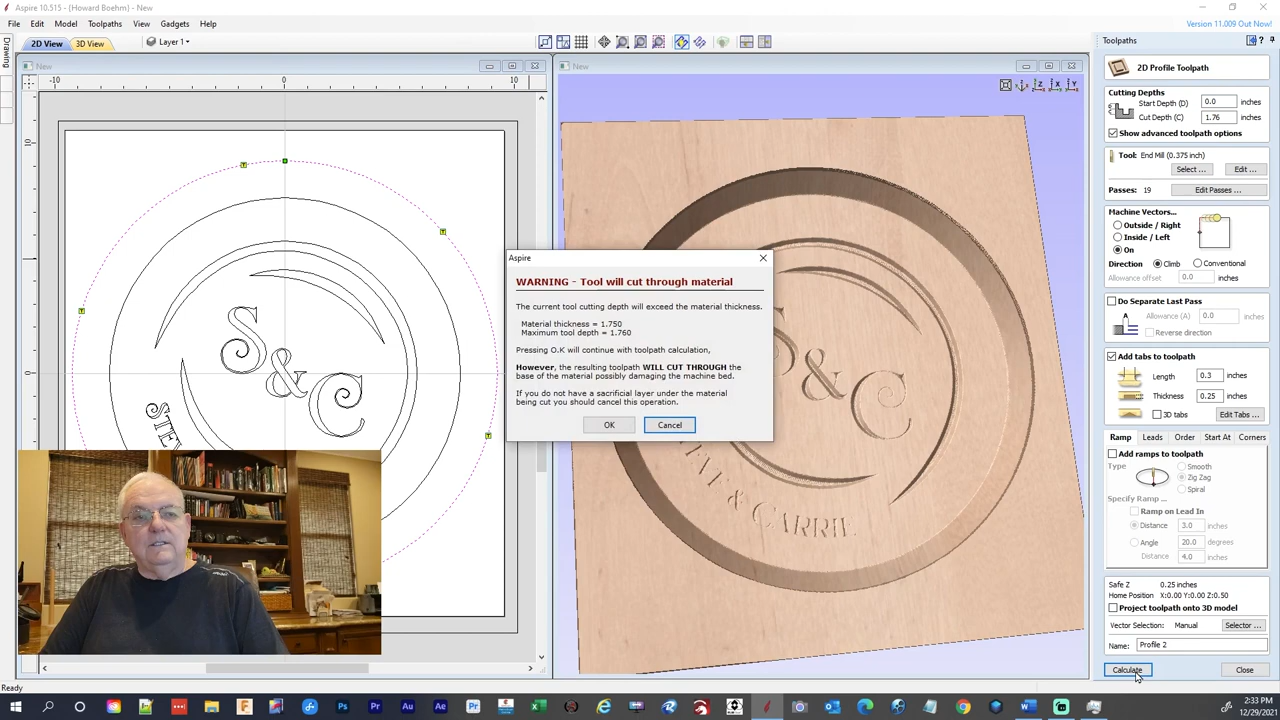 Aspire 10.515 - {Howard Boehm} - New
File Edit Model Toolpaths View Gadgets Help
Version 11.009 Out Now!
Drawing
2D View 3D View Layer 1
Toolpaths
New
New
-10 0 10
2D Profile Toolpath
Cutting Depths
Start Depth (D) 0.0 inches
Cut Depth (C) 1.76 inches
Show advanced toolpath options
Tool: End Mill (0.375 inch)
Select ... Edit ...
Passes: 19 Edit Passes ...
Machine Vectors...
Outside / Right
Inside / Left
On
Direction Climb Conventional
Allowance offset 0.0 inches
Do Separate Last Pass
Allowance (A) 0.0 inches
Reverse direction
Add tabs to toolpath
Length 0.3 inches
Thickness 0.25 inches
3D tabs Edit Tabs ...
Ramp Leads Order Start At Corners
Add ramps to toolpath
Type Smooth
Zig Zag
Spiral
Specify Ramp ...
Ramp on Lead In
Distance 3.0 inches
Angle 20.0 degrees
Distance 4.0 inches
Safe Z 0.25 inches
Home Position X:0.00 Y:0.00 Z:0.50
Project toolpath onto 3D model
Vector Selection: Manual Selector ...
Name: Profile 2
Calculate Close
Aspire
WARNING - Tool will cut through material
The current tool cutting depth will exceed the material thickness.
Material thickness = 1.750
Maximum tool depth = 1.760
Pressing O.K will continue with toolpath calculation,
However, the resulting toolpath WILL CUT THROUGH the
base of the material possibly damaging the machine bed.
If you do not have a sacrificial layer under the material
being cut you should cancel this operation.
OK Cancel
S&C
&C
STEV
& CARRIE
Ready
2:33 PM
12/29/2021